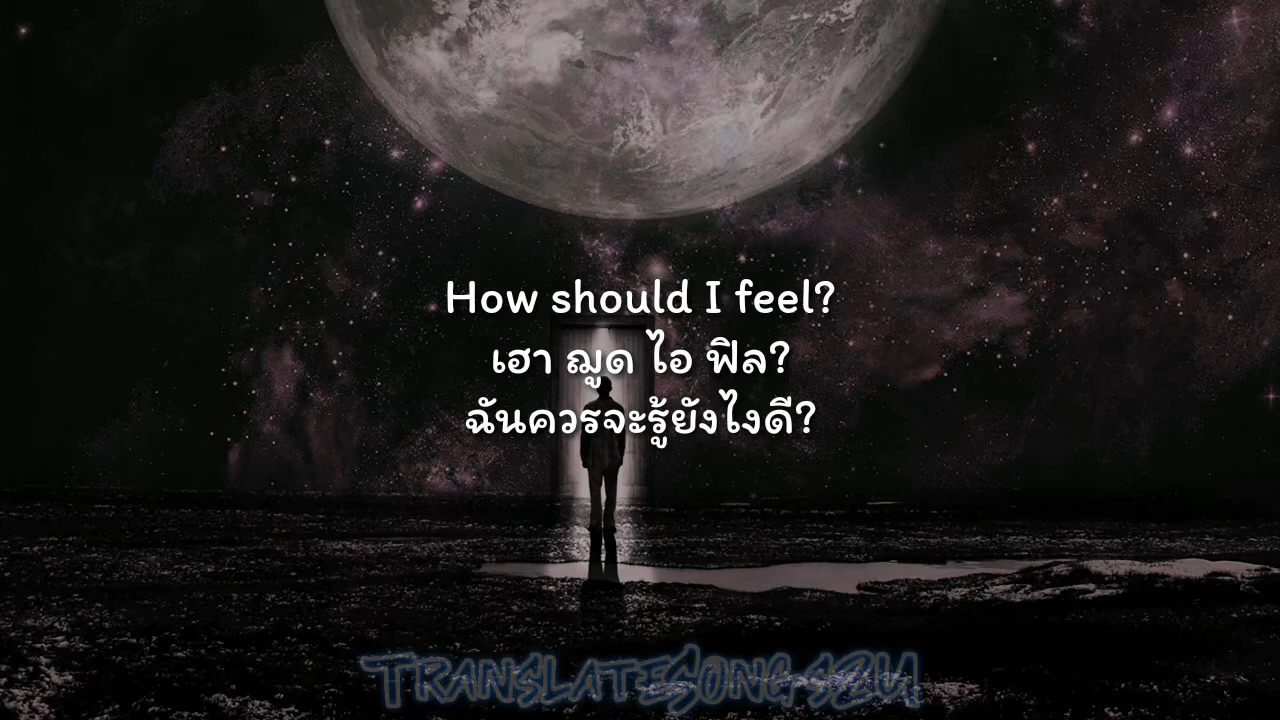 How should I feel?
เฮา ฌูด ไอ ฟิล?
ฉันควรจะรู้ยังไงดี?
TRANSLATESONGS2U